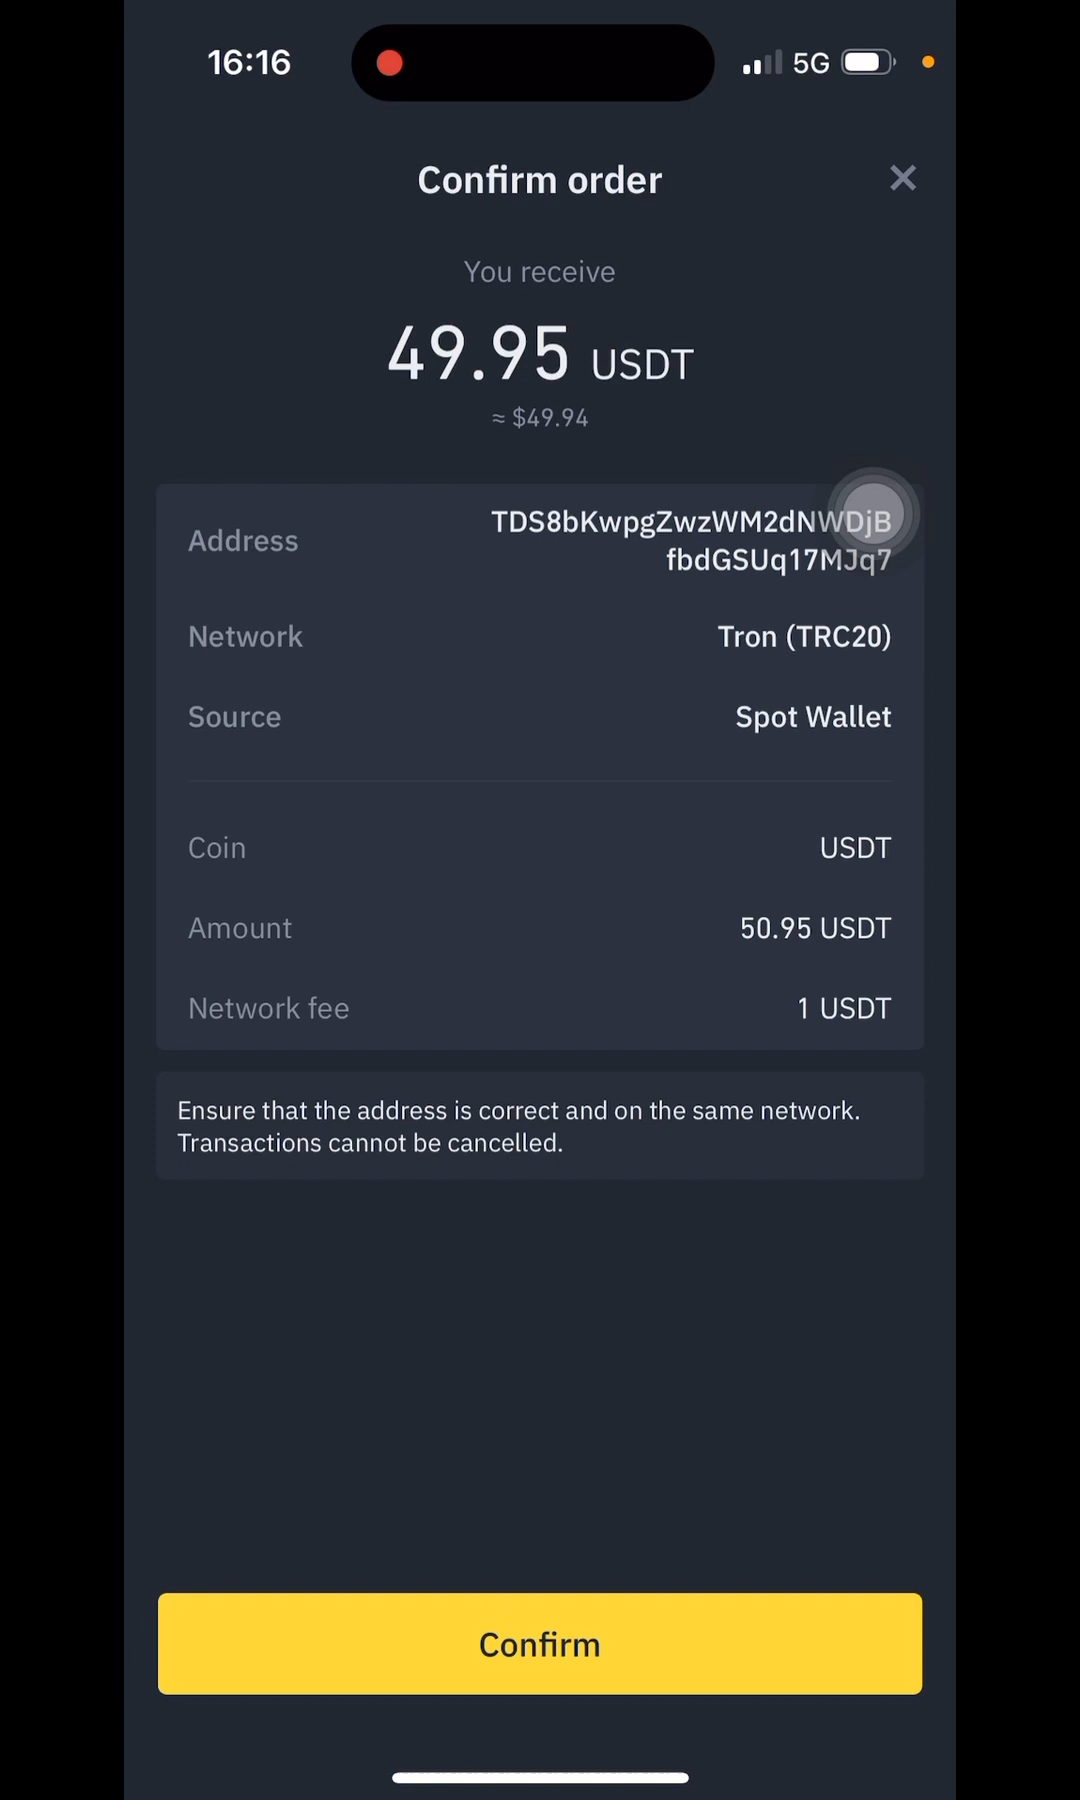 16:16
5G
Confirm order
You receive
49.95 USDT
≈ $49.94
Address
TDS8bKwpgZwzWM2dNWDjB
fbdGSUq17MJq7
Network
Tron (TRC20)
Source
Spot Wallet
Coin
USDT
Amount
50.95 USDT
Network fee
1 USDT
Ensure that the address is correct and on the same network.
Transactions cannot be cancelled.
Confirm